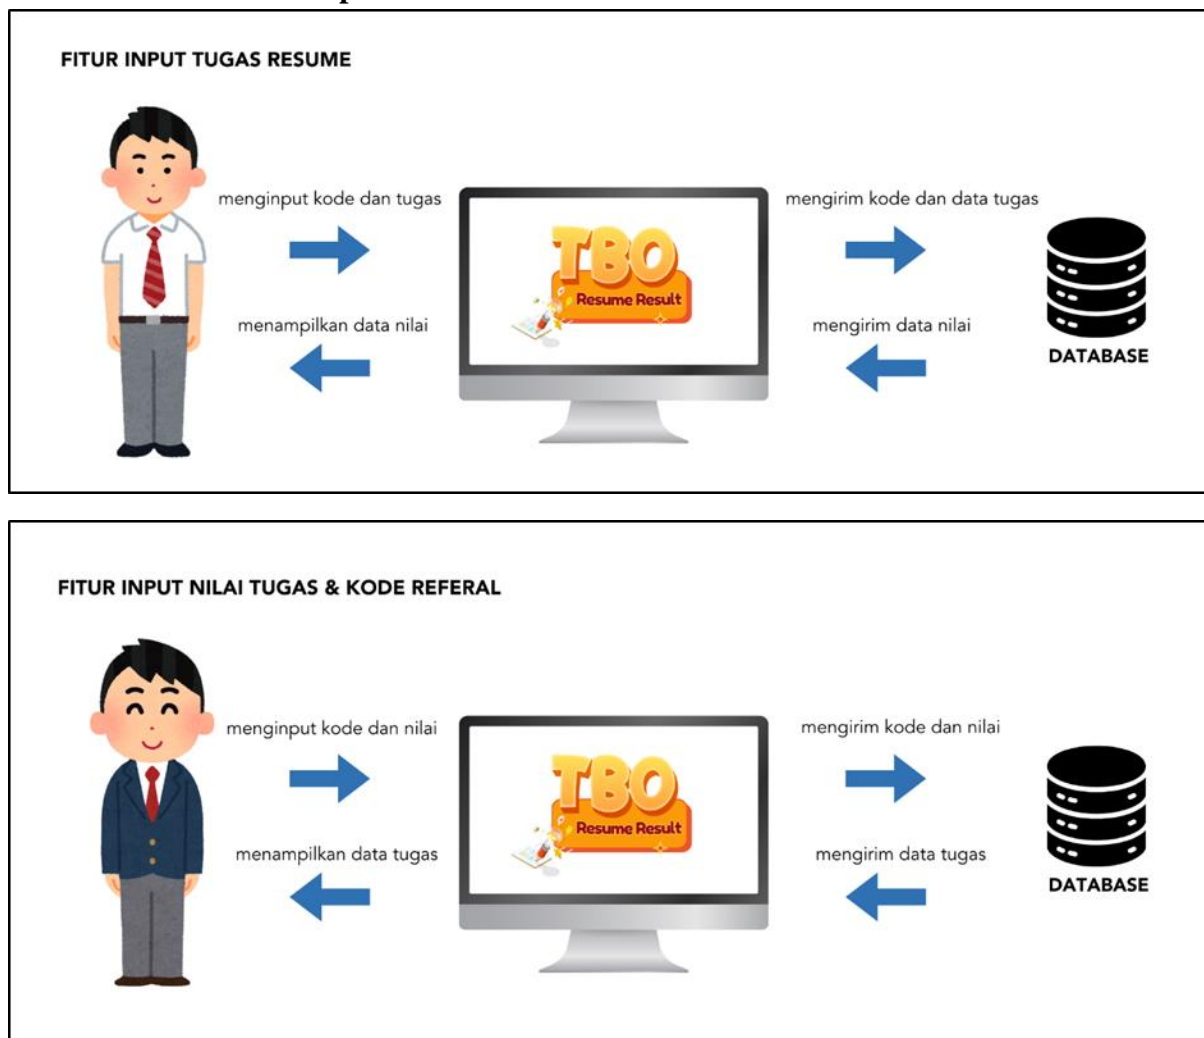 FITUR INPUT TUGAS RESUME
menginput kode dan tugas
mengirim kode dan data tugas
TBO
Resume Result
menampilkan data nilai
mengirim data nilai
DATABASE
FITUR INPUT NILAI TUGAS & KODE REFERAL
menginput kode dan nilai
mengirim kode dan nilai
TBO
Resume Result
menampilkan data tugas
mengirim data tugas
DATABASE